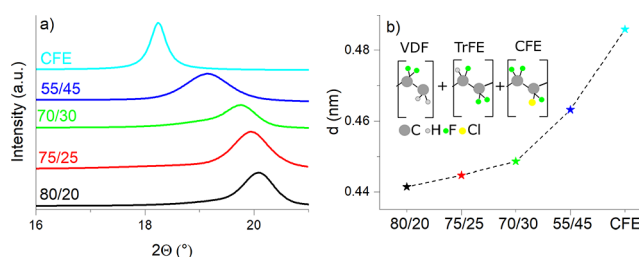 a)
Intensity (a.u.)
CFE
55/45
70/30
75/25
80/20
16
18
20
2Θ (°)
b)
d (nm)
0.48
0.46
0.44
VDF
TrFE
CFE
+
+
C H F Cl
80/20 75/25 70/30 55/45 CFE